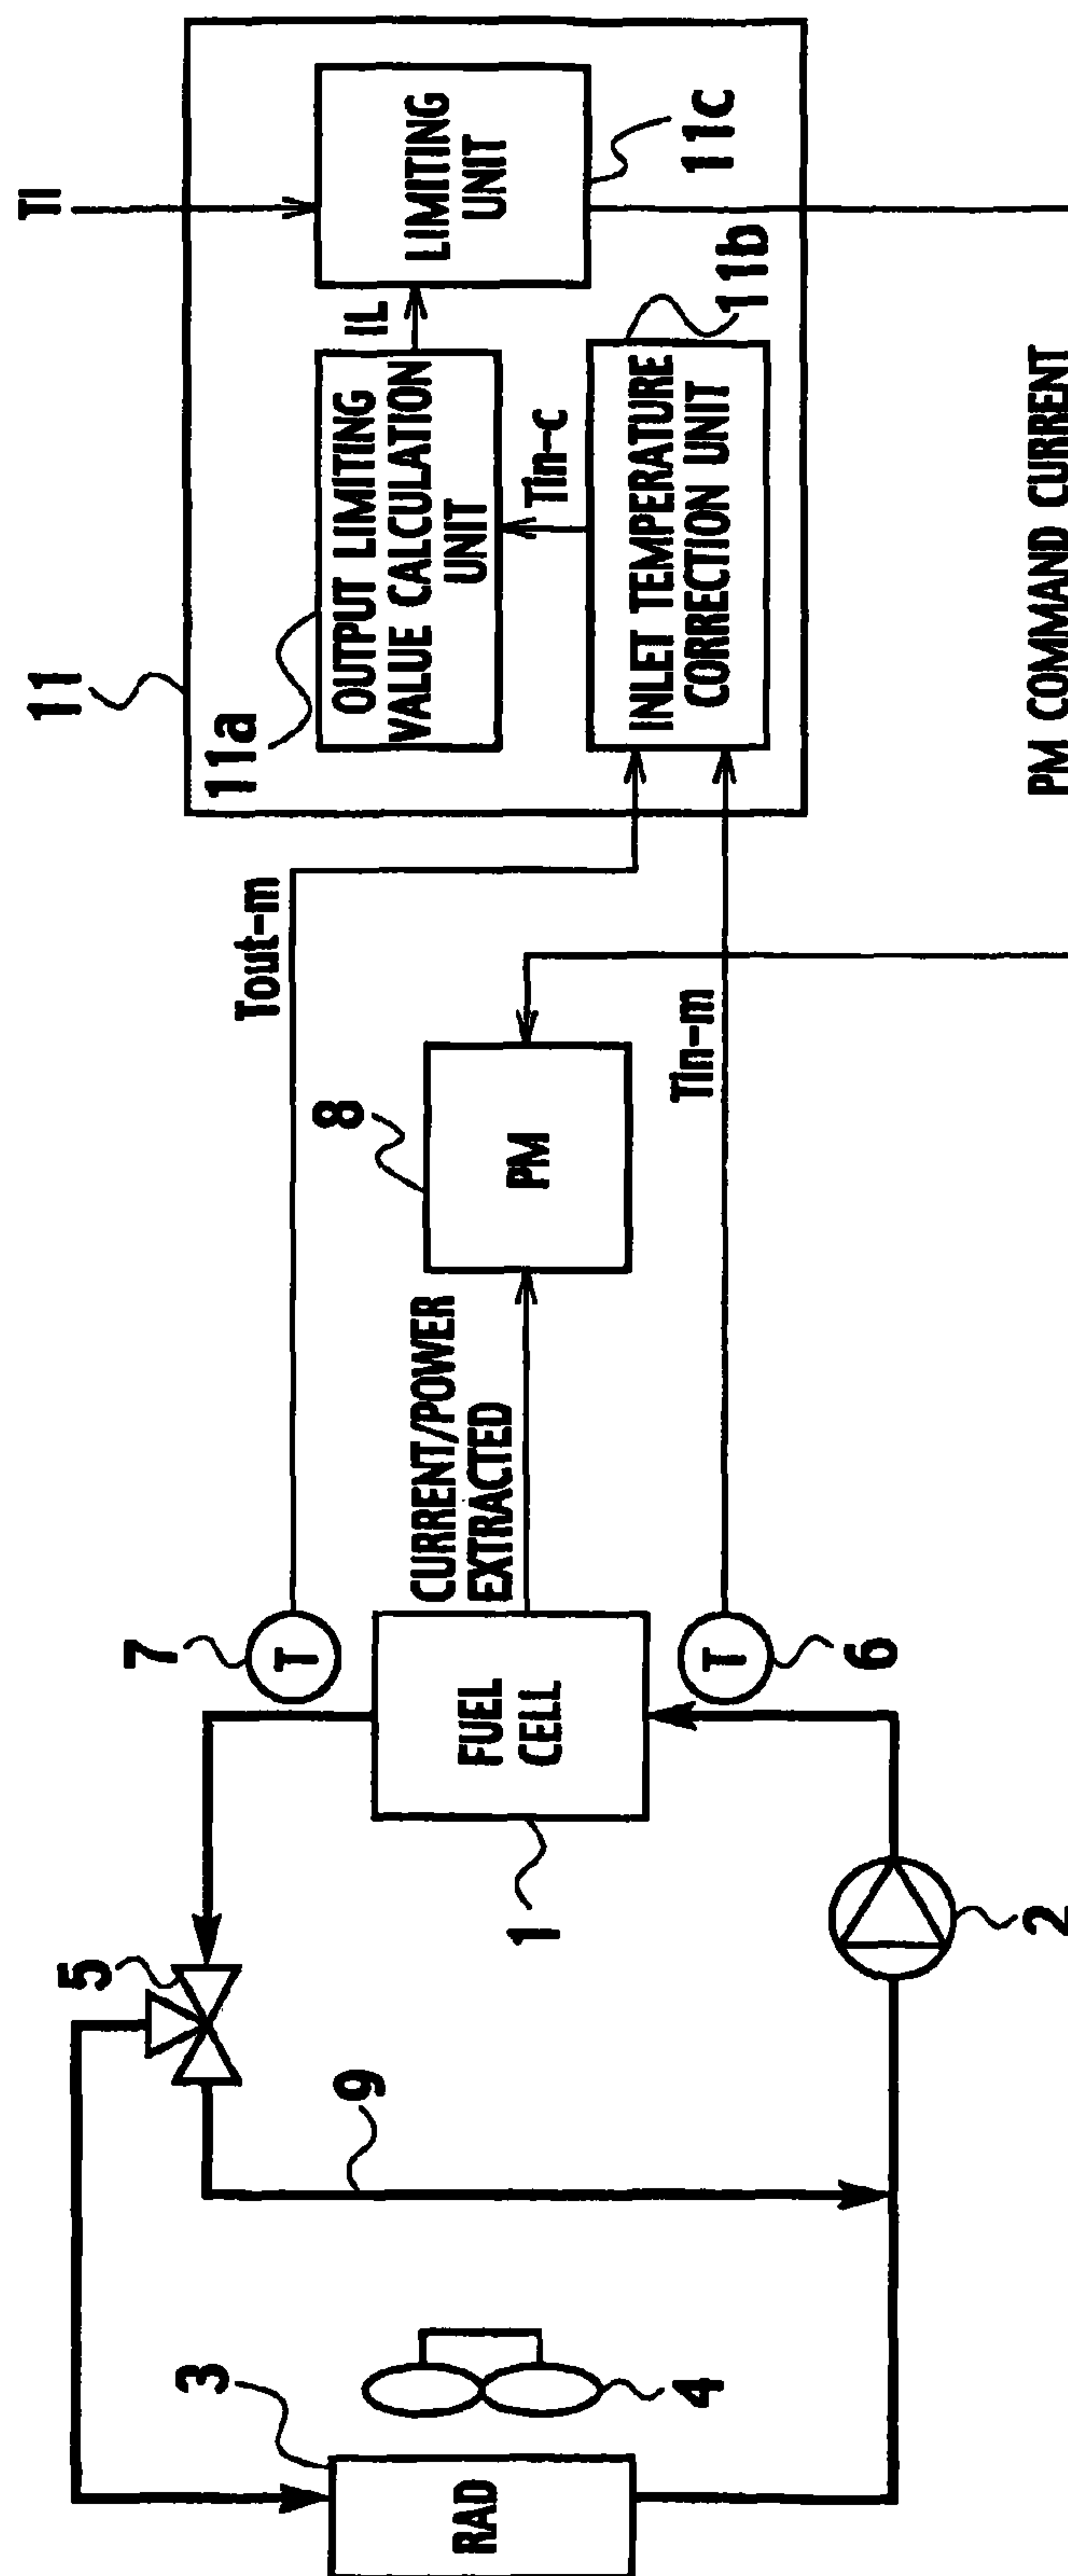 TI
11
11a
OUTPUT LIMITING
VALUE CALCULATION
UNIT
IL
LIMITING
UNIT
11c
Tin-c
11b
INLET TEMPERATURE
CORRECTION UNIT
PM COMMAND CURRENT
Tout-m
Tin-m
8
PM
CURRENT/POWER
EXTRACTED
7
T
FUEL
CELL
1
T
6
5
9
2
3
RAD
4